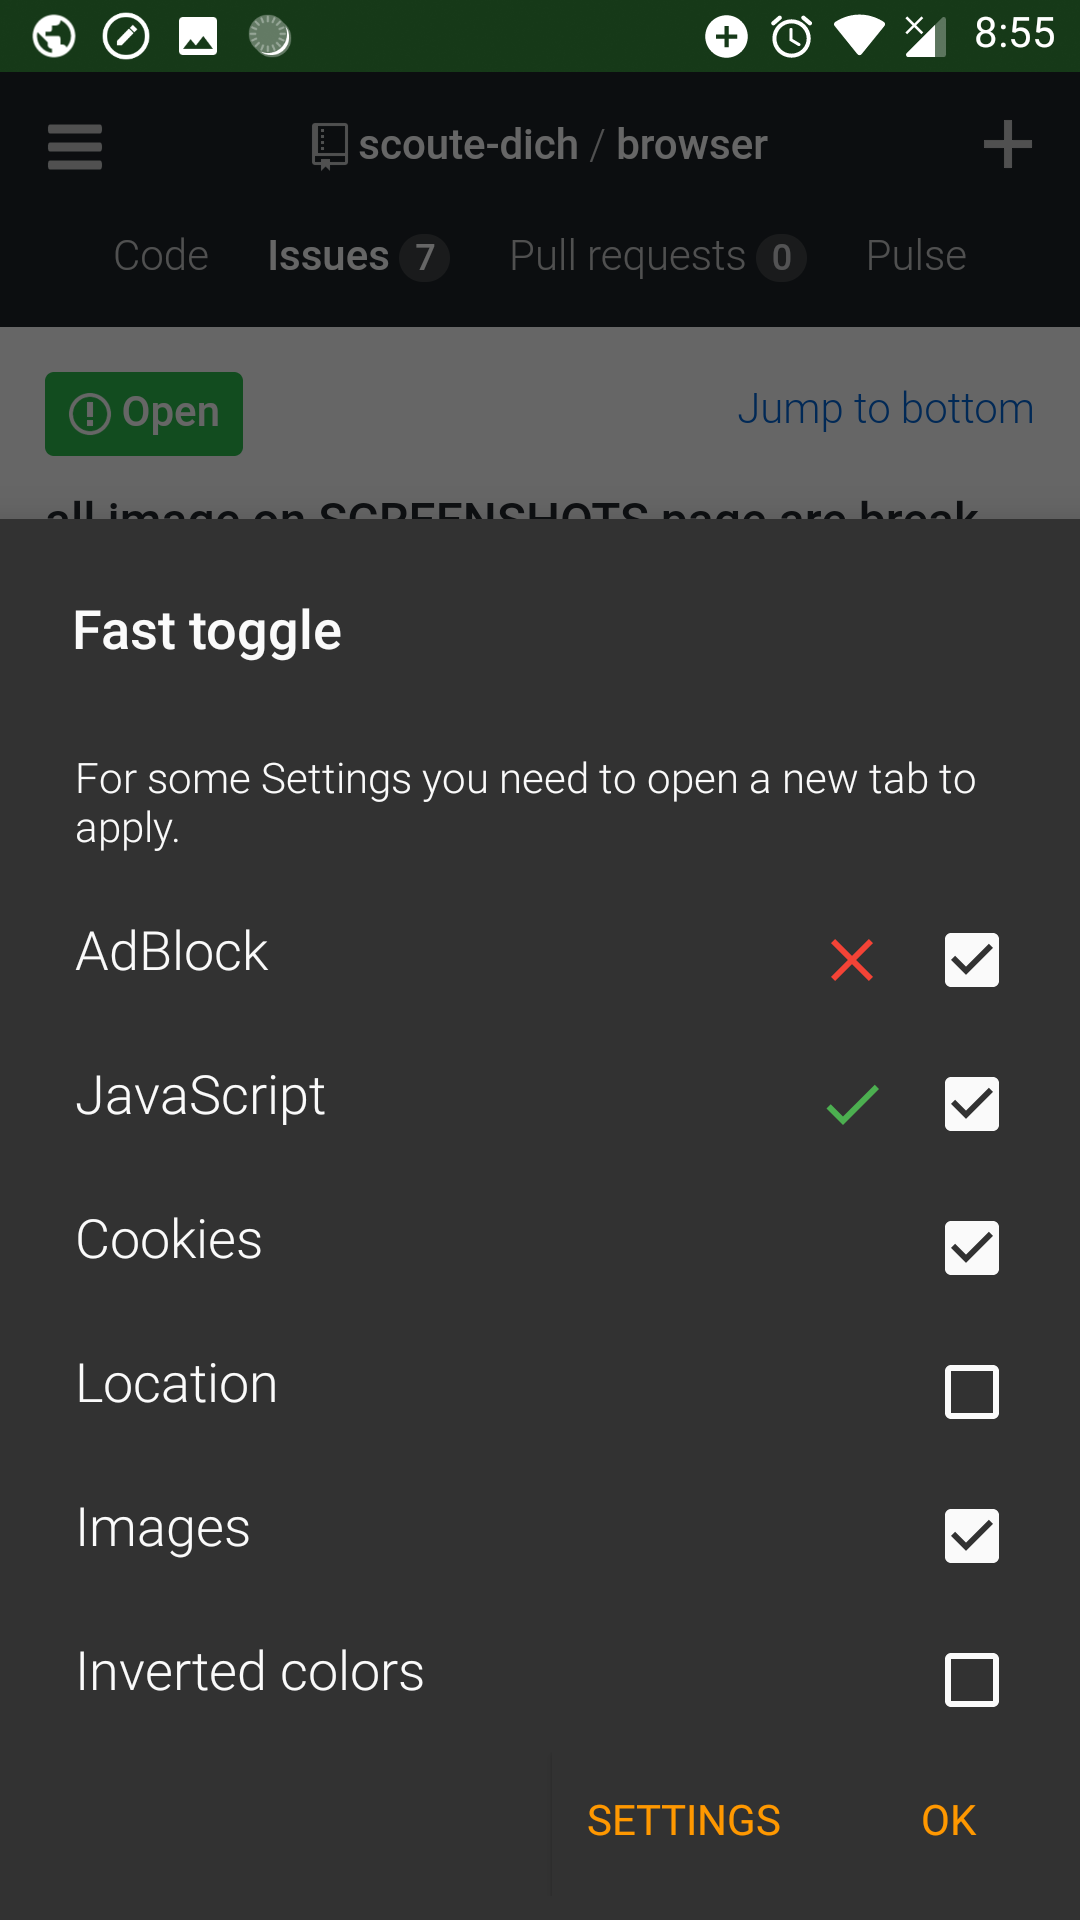 8:55
scoute-dich / browser
Code Issues 7 Pull requests 0 Pulse
Open
Jump to bottom
all image on SCREENSHOTS page are break
Fast toggle
For some Settings you need to open a new tab to
apply.
AdBlock
JavaScript
Cookies
Location
Images
Inverted colors
SETTINGS OK